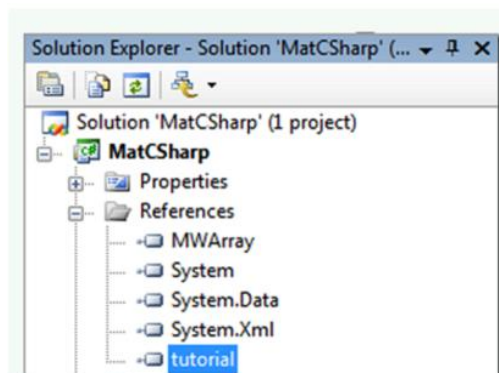 Solution Explorer - Solution 'MatCSharp' (...
Solution 'MatCSharp' (1 project)
MatCSharp
Properties
References
MWArray
System
System.Data
System.Xml
tutorial